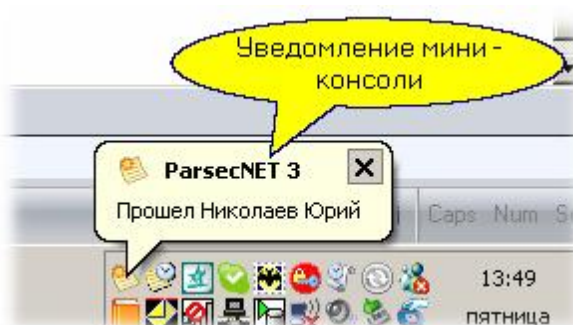 Уведомление мини -
консоли
ParsecNET 3
Прошел Николаев Юрий
Caps Num
13:49
пятница